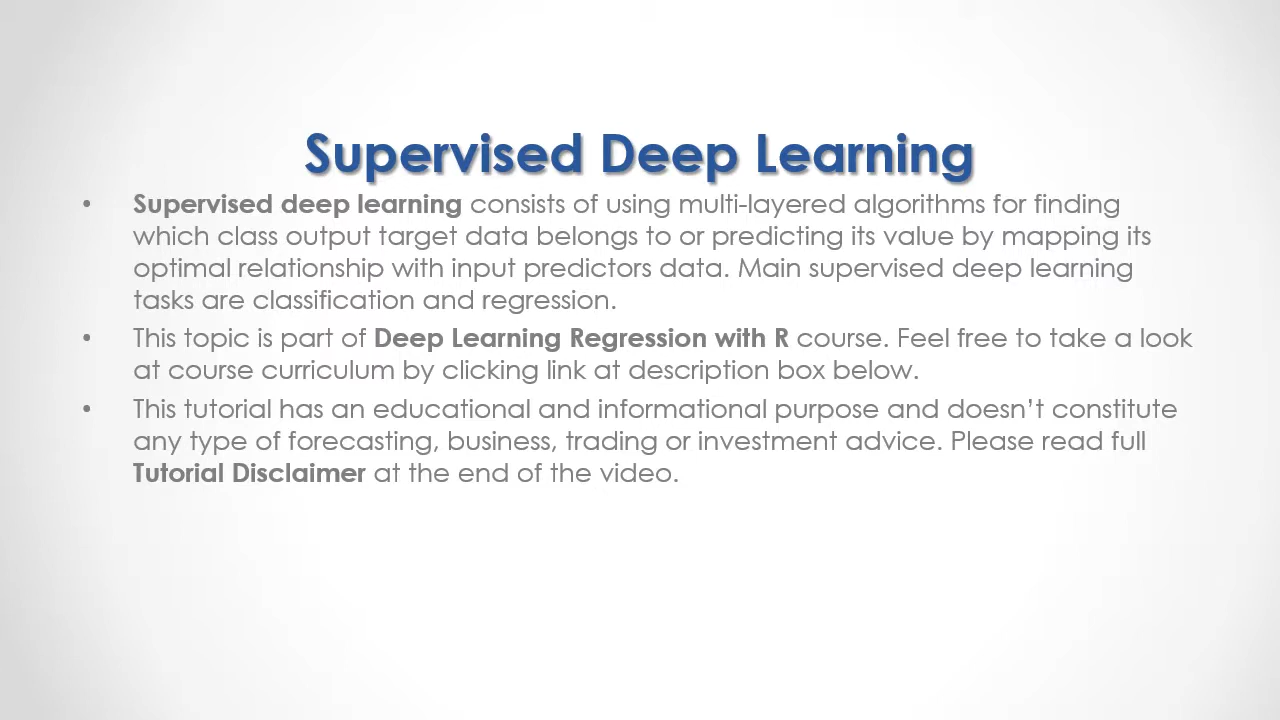 Supervised Deep Learning
• Supervised deep learning consists of using multi-layered algorithms for finding
which class output target data belongs to or predicting its value by mapping its
optimal relationship with input predictors data. Main supervised deep learning
tasks are classification and regression.
• This topic is part of Deep Learning Regression with R course. Feel free to take a look
at course curriculum by clicking link at description box below.
• This tutorial has an educational and informational purpose and doesn’t constitute
any type of forecasting, business, trading or investment advice. Please read full
Tutorial Disclaimer at the end of the video.